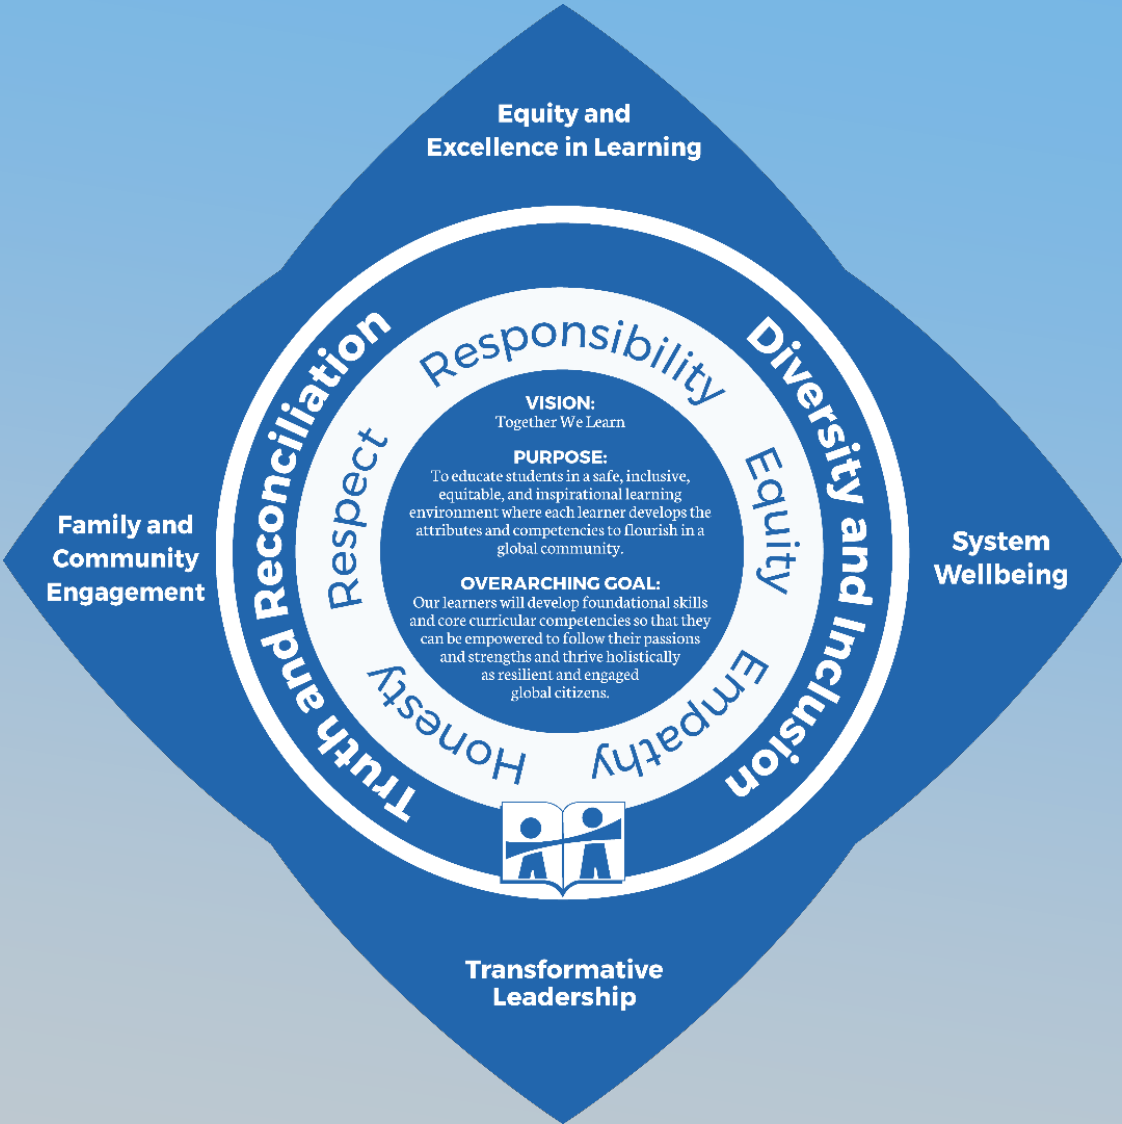 Equity and
Excellence in Learning
Truth and Reconciliation
Diversity and Inclusion
Responsibility
Respect
Equity
Honesty
Empathy
VISION:
Together We Learn
PURPOSE:
To educate students in a safe, inclusive,
equitable, and inspirational learning
environment where each learner develops the
attributes and competencies to flourish in a
global community.
OVERARCHING GOAL:
Our learners will develop foundational skills
and core curricular competencies so that they
can be empowered to follow their passions
and strengths and thrive holistically
as resilient and engaged
global citizens.
Family and
Community
Engagement
System
Wellbeing
Transformative
Leadership